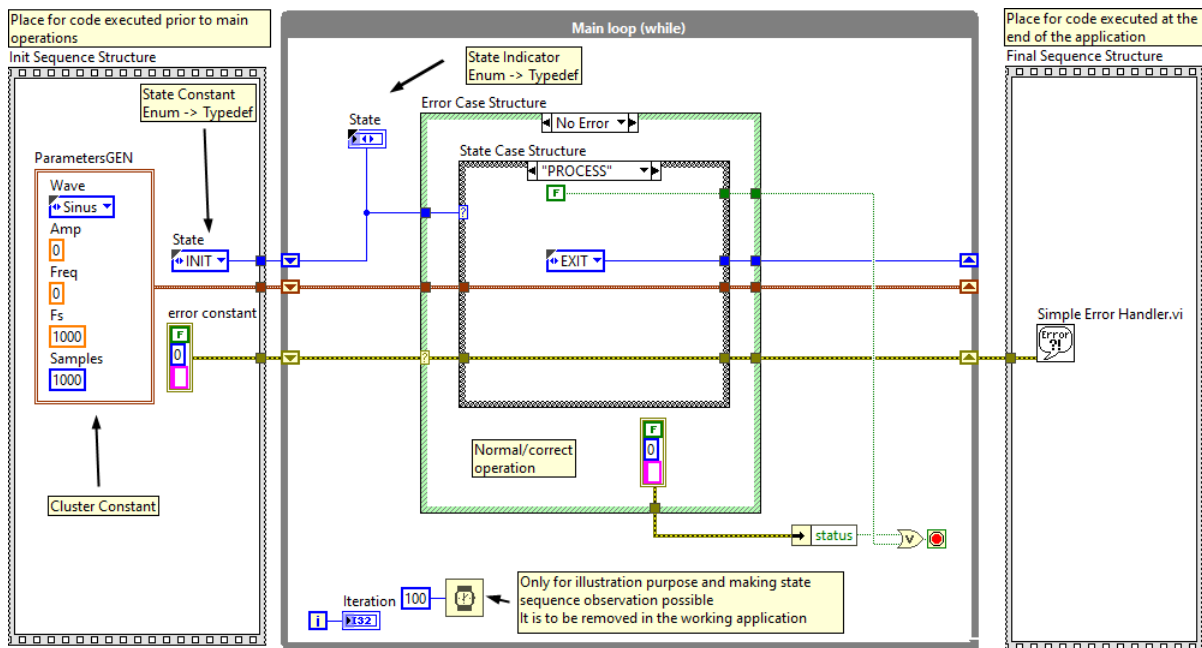 Place for code executed prior to main
operations
Init Sequence Structure
State Constant
Enum -> Typedef
ParametersGEN
Wave
Sinus
Amp
0
Freq
0
Fs
1000
Samples
1000
State
INIT
error constant
F
0
Cluster Constant
Main loop (while)
State Indicator
Enum -> Typedef
State
Error Case Structure
No Error
State Case Structure
"PROCESS"
F
?
EXIT
?
Normal/correct
operation
F
0
status
V
Iteration
i
I32
100
Only for illustration purpose and making state
sequence observation possible
It is to be removed in the working application
Place for code executed at the
end of the application
Final Sequence Structure
Simple Error Handler.vi
Error
?!